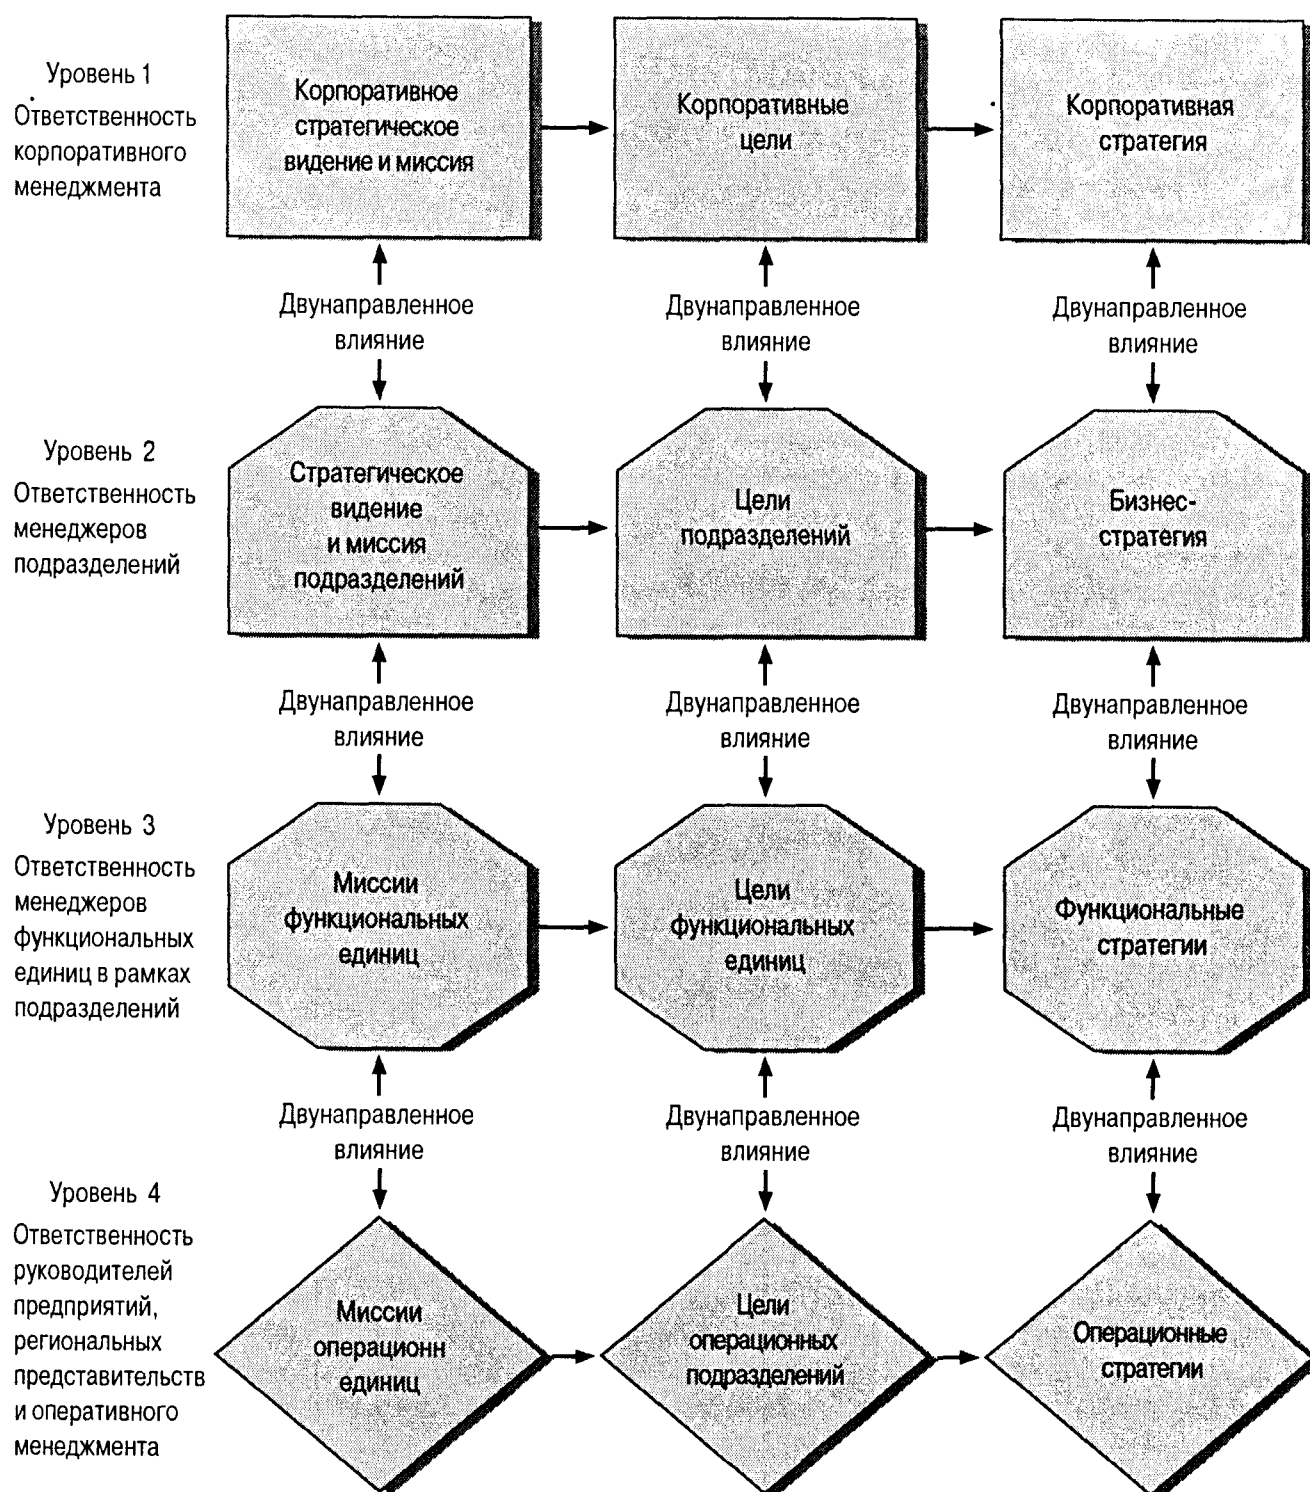 Уровень 1
Ответственность
корпоративного
менеджмента
Корпоративное
стратегическое
видение и миссия
Корпоративные
цели
Корпоративная
стратегия
Двунаправленное
влияние
Двунаправленное
влияние
Двунаправленное
влияние
Уровень 2
Ответственность
менеджеров
подразделений
Стратегическое
видение
и миссия
подразделений
Цели
подразделений
Бизнес-
стратегия
Двунаправленное
влияние
Двунаправленное
влияние
Двунаправленное
влияние
Уровень 3
Ответственность
менеджеров
функциональных
единиц в рамках
подразделений
Миссии
функциональных
единиц
Цели
функциональных
единиц
Функциональные
стратегии
Двунаправленное
влияние
Двунаправленное
влияние
Двунаправленное
влияние
Уровень 4
Ответственность
руководителей
предприятий,
региональных
представительств
и оперативного
менеджмента
Миссии
операционн
единиц
Цели
операционных
подразделений
Операционные
стратегии